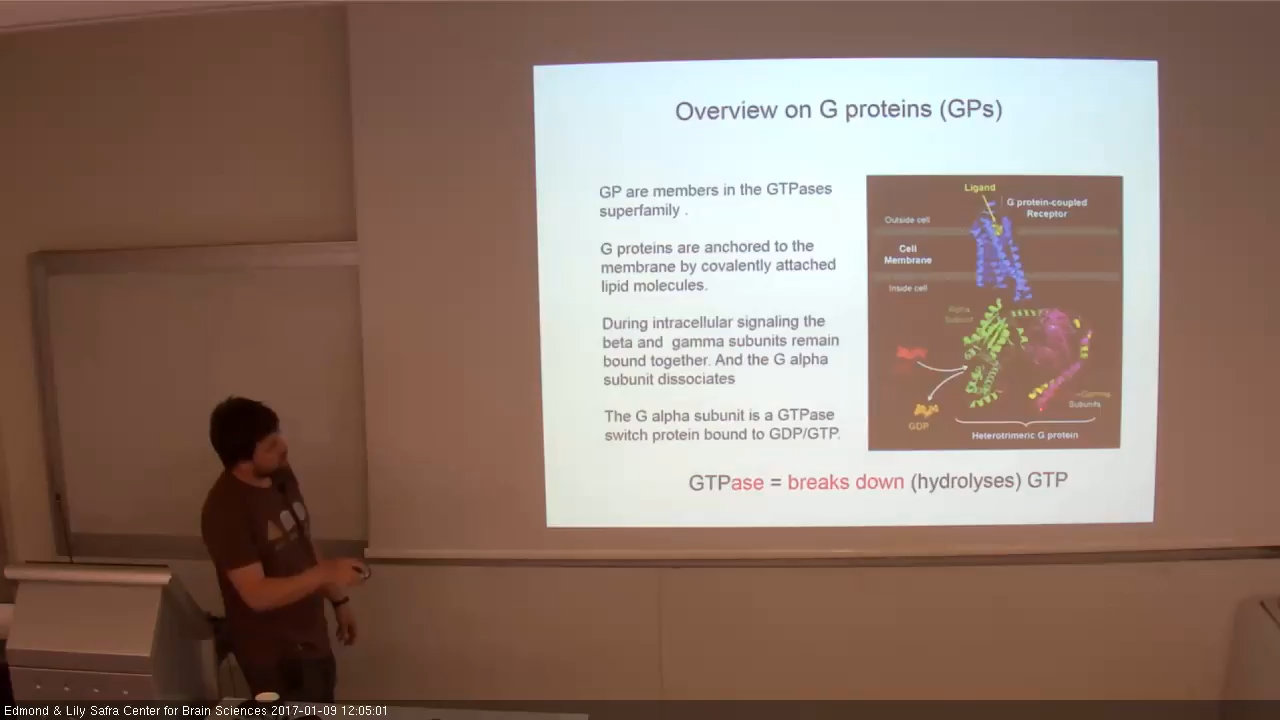 Overview on G proteins (GPs)
GP are members in the GTPases
superfamily .
G proteins are anchored to the
membrane by covalently attached
lipid molecules.
During intracellular signaling the
beta and gamma subunits remain
bound together. And the G alpha
subunit dissociates
The G alpha subunit is a GTPase
switch protein bound to GDP/GTP.
Ligand
G protein-coupled
Receptor
Outside cell
Cell
Membrane
Inside cell
Alpha
Subunit
GDP
Gamma
Subunits
Heterotrimeric G protein
GTPase = breaks down (hydrolyses) GTP
Edmond & Lily Safra Center for Brain Sciences 2017-01-09 12:05:01